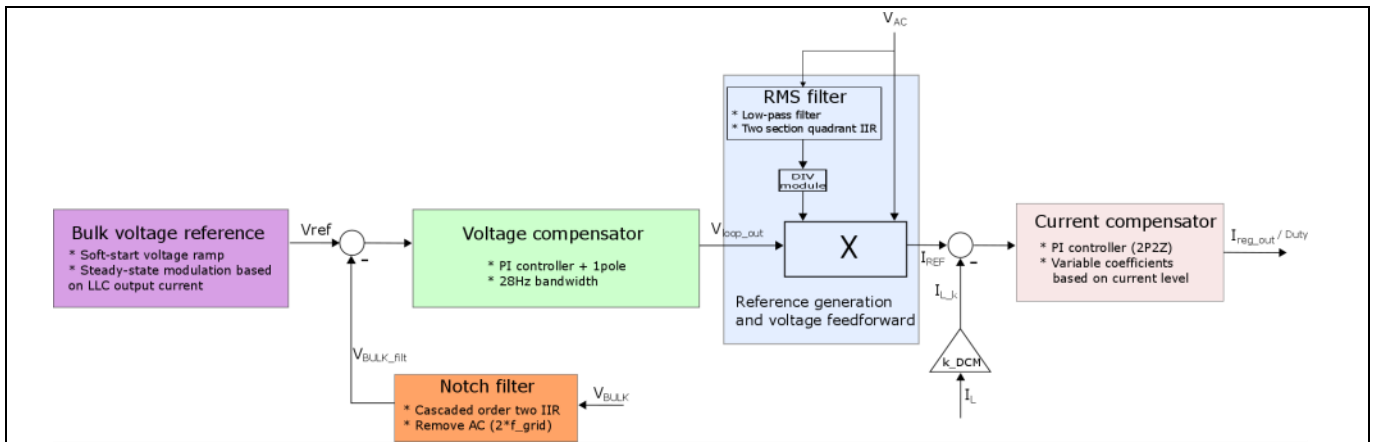 V_AC
RMS filter
* Low-pass filter
* Two section quadrant IIR
DIV
module
Bulk voltage reference
* Soft-start voltage ramp
* Steady-state modulation based
on LLC output current
Vref
-
Voltage compensator
* PI controller + 1pole
* 28Hz bandwidth
V_loop_out
X
Reference generation
and voltage feedforward
I_REF
-
Current compensator
* PI controller (2P2Z)
* Variable coefficients
based on current level
I_reg_out / Duty
I_L_k
k_DCM
I_L
V_BULK_filt
Notch filter
* Cascaded order two IIR
* Remove AC (2*f_grid)
V_BULK